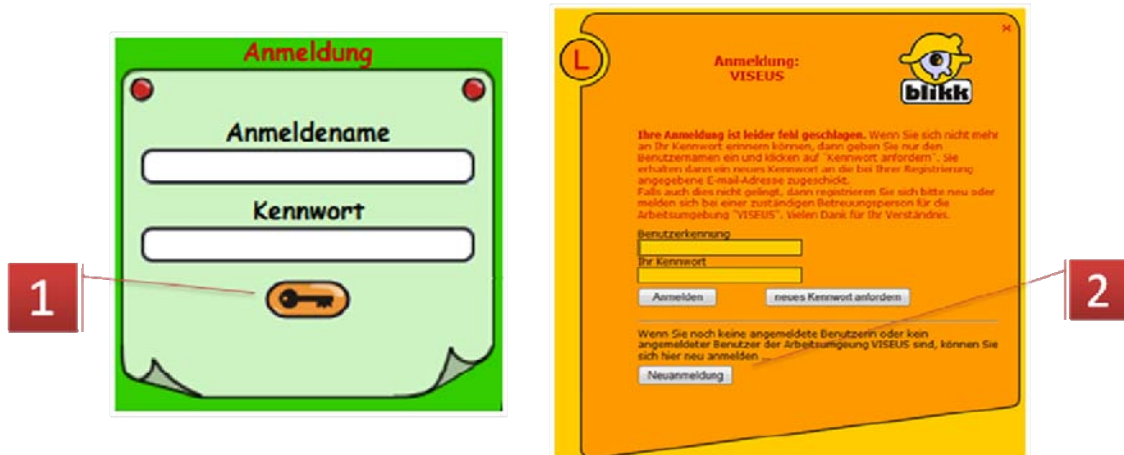 Anmeldung
Anmeldename
Kennwort
1
L
Anmeldung:
VISEUS
blikk
Ihre Anmeldung ist leider fehl geschlagen. Wenn Sie sich nicht mehr
an Ihr Kennwort erinnern können, dann geben Sie nur den
Benutzernamen ein und klicken auf "Kennwort anfordern". Sie
erhalten dann ein neues Kennwort an die bei Ihrer Registrierung
angegebene E-mail-Adresse zugeschickt.
Falls auch dies nicht gelingt, dann registrieren Sie sich bitte neu oder
melden sich bei einer zuständigen Betreuungsperson für die
Arbeitsumgebung "VISEUS". Vielen Dank für Ihr Verständnis.
Benutzerkennung
Ihr Kennwort
Anmelden neues Kennwort anfordern
Wenn Sie noch keine angemeldete Benutzerin oder kein
angemeldeter Benutzer der Arbeitsumgeung VISEUS sind, können Sie
sich hier neu anmelden ...
Neuanmeldung
2